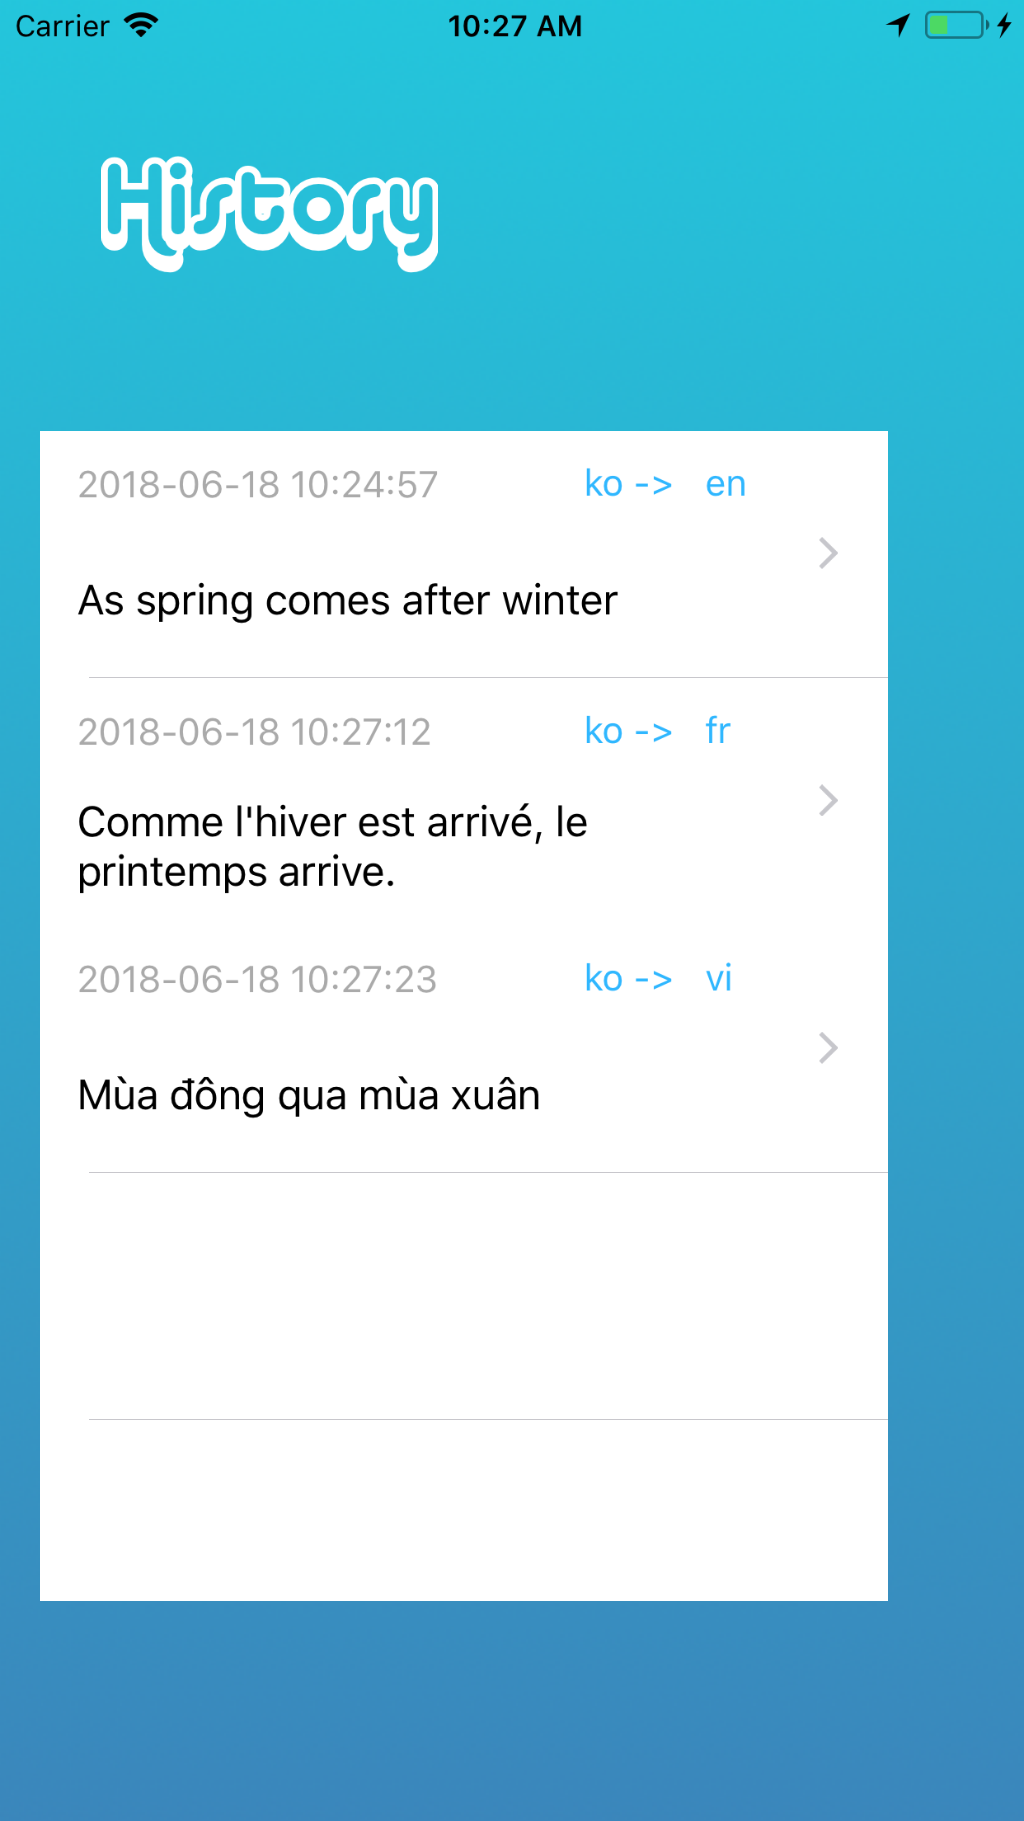 Carrier 10:27 AM
History
2018-06-18 10:24:57 ko -> en
As spring comes after winter
2018-06-18 10:27:12 ko -> fr
Comme l'hiver est arrivé, le
printemps arrive.
2018-06-18 10:27:23 ko -> vi
Mùa đông qua mùa xuân